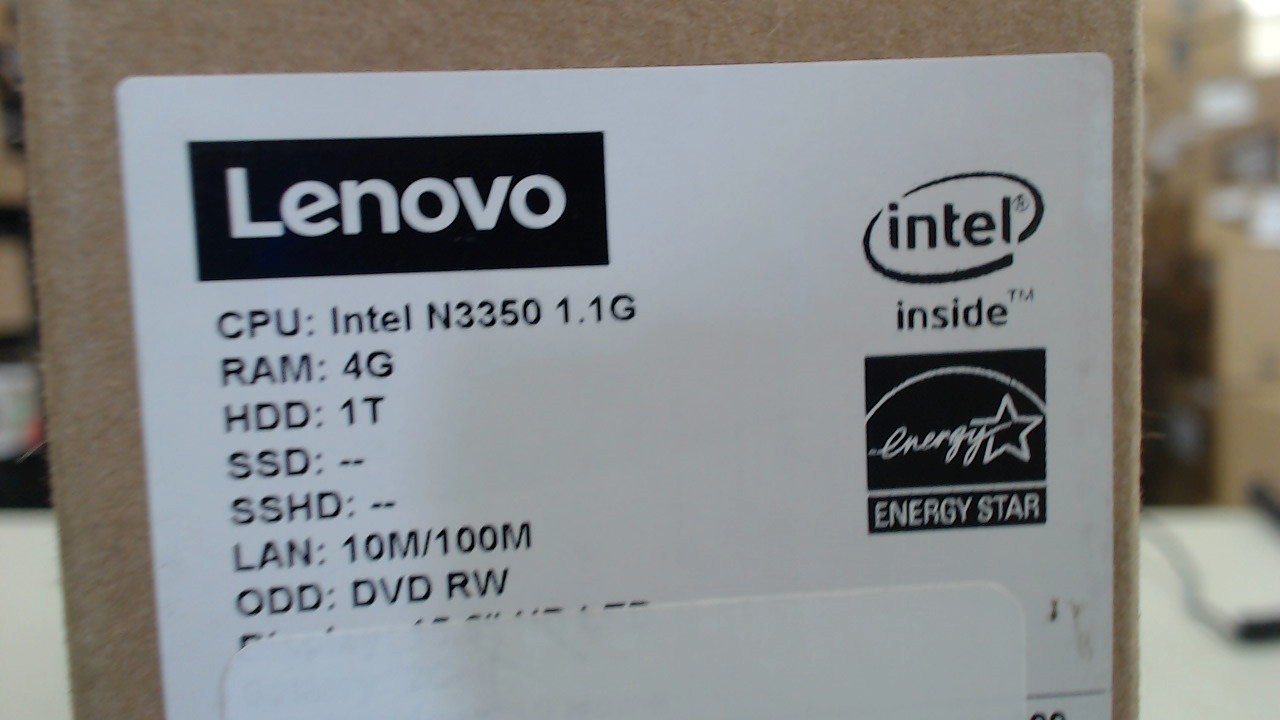 Lenovo
intel®
inside™
CPU: Intel N3350 1.1G
RAM: 4G
HDD: 1T
SSD: --
SSHD: --
LAN: 10M/100M
ODD: DVD RW
energy
ENERGY STAR